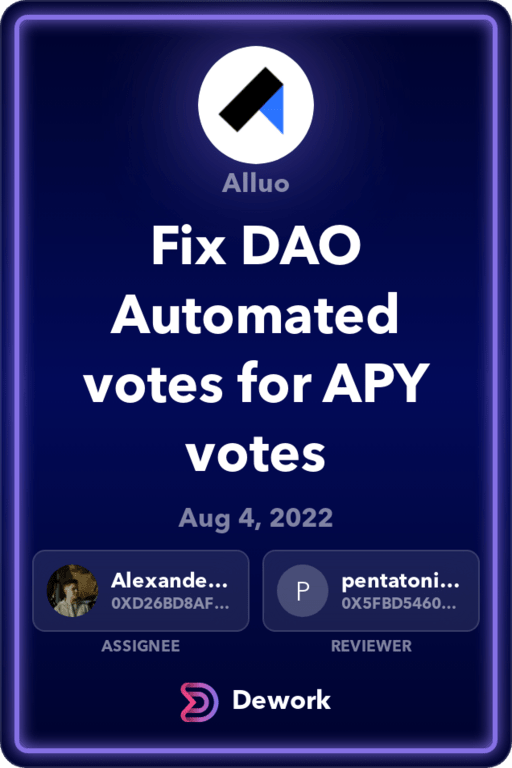 Alluo
Fix DAO
Automated
votes for APY
votes
Aug 4, 2022
Alexande...
0XD26BD8AF...
ASSIGNEE
P
pentatoni...
0X5FBD5460...
REVIEWER
Dework